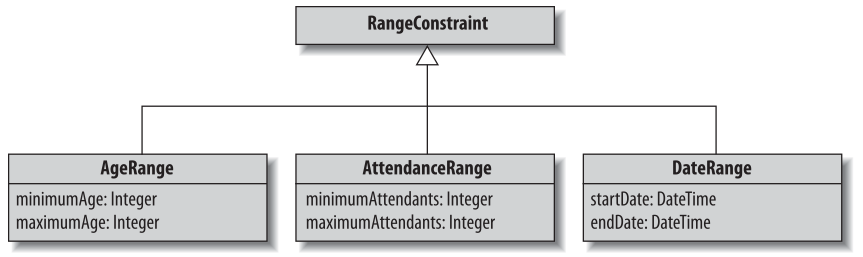 RangeConstraint
AgeRange
minimumAge: Integer
maximumAge: Integer
AttendanceRange
minimumAttendants: Integer
maximumAttendants: Integer
DateRange
startDate: DateTime
endDate: DateTime